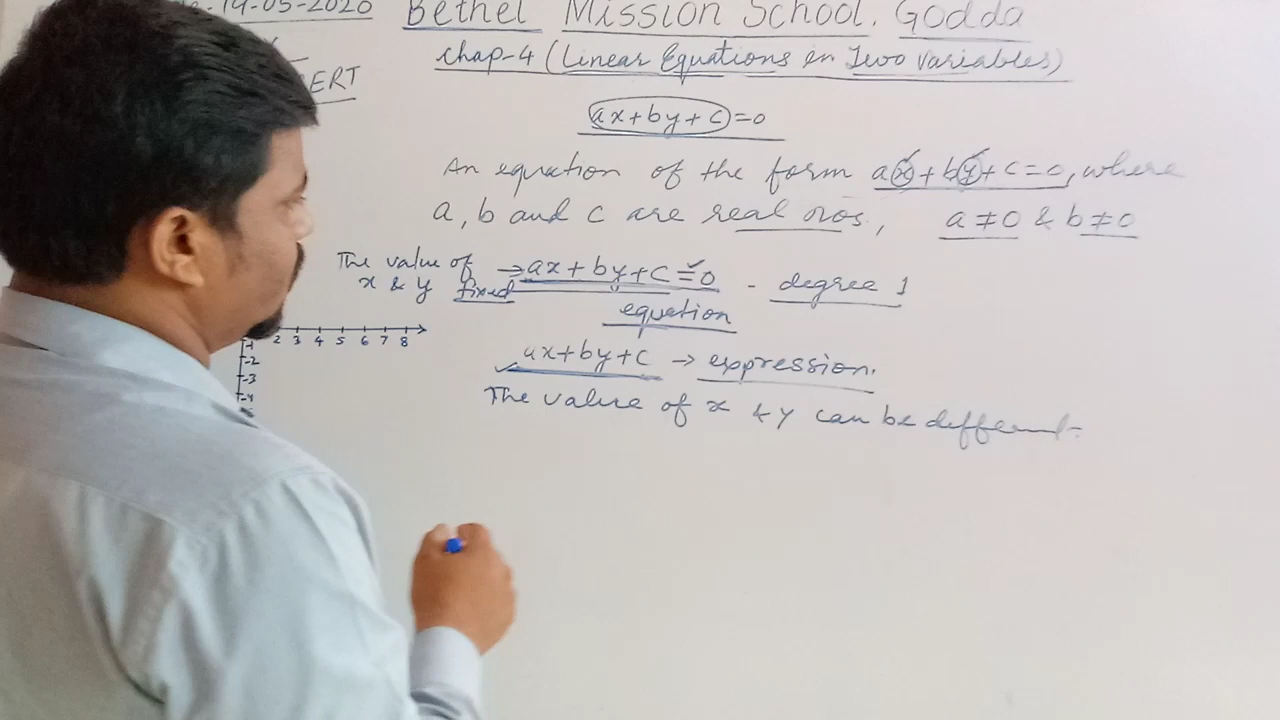 14-05-2020 Bethel Mission School, Godda
Chap-4 (Linear Equations in Two variables)
ERT
ax+by+c=0
An equation of the form ax+by+c=0, where
a, b and c are real nos, a≠0 & b≠0
The value of → ax+by+c=0 - degree 1
x & y fixed
equation
ax+by+c → expression.
The value of x & y can be different.
2 3 4 5 6 7 8
-1
-2
-3
-4